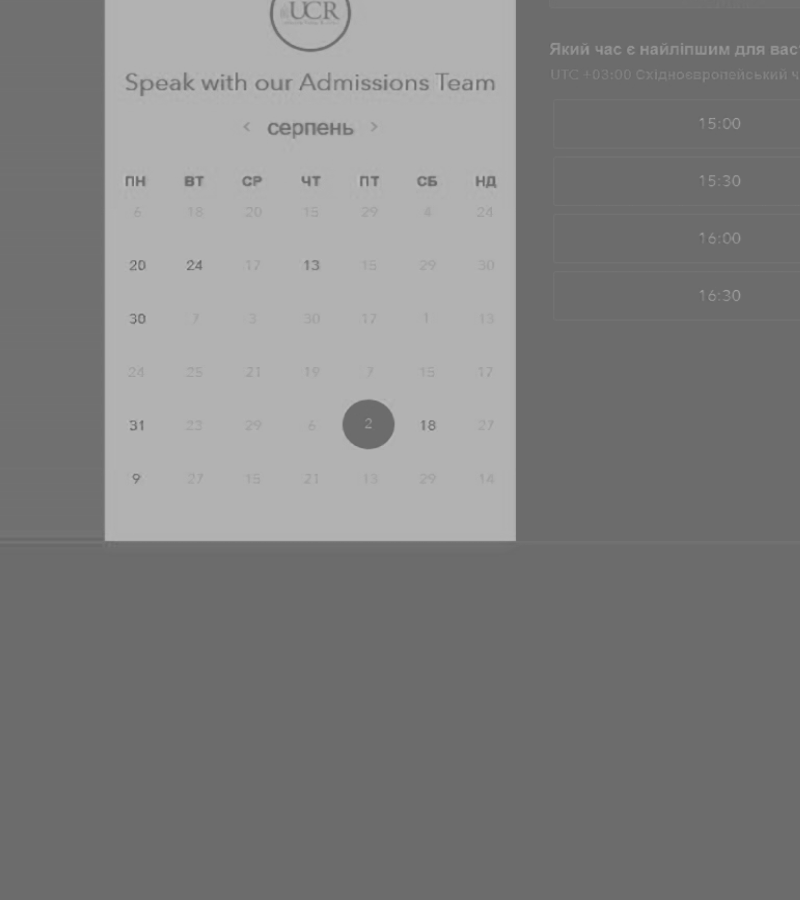 UCR
Speak with our Admissions Team
< серпень >
ПН ВТ СР ЧТ ПТ СБ НД
6 18 20 15 29 4 24
20 24 17 13 15 29 30
30 7 3 30 17 1 13
24 25 21 19 7 15 17
31 23 29 6 2 18 27
9 27 15 21 13 29 14
Який час є найліпшим для вас
UTC +03:00 Східноєвропейський ч
15:00
15:30
16:00
16:30